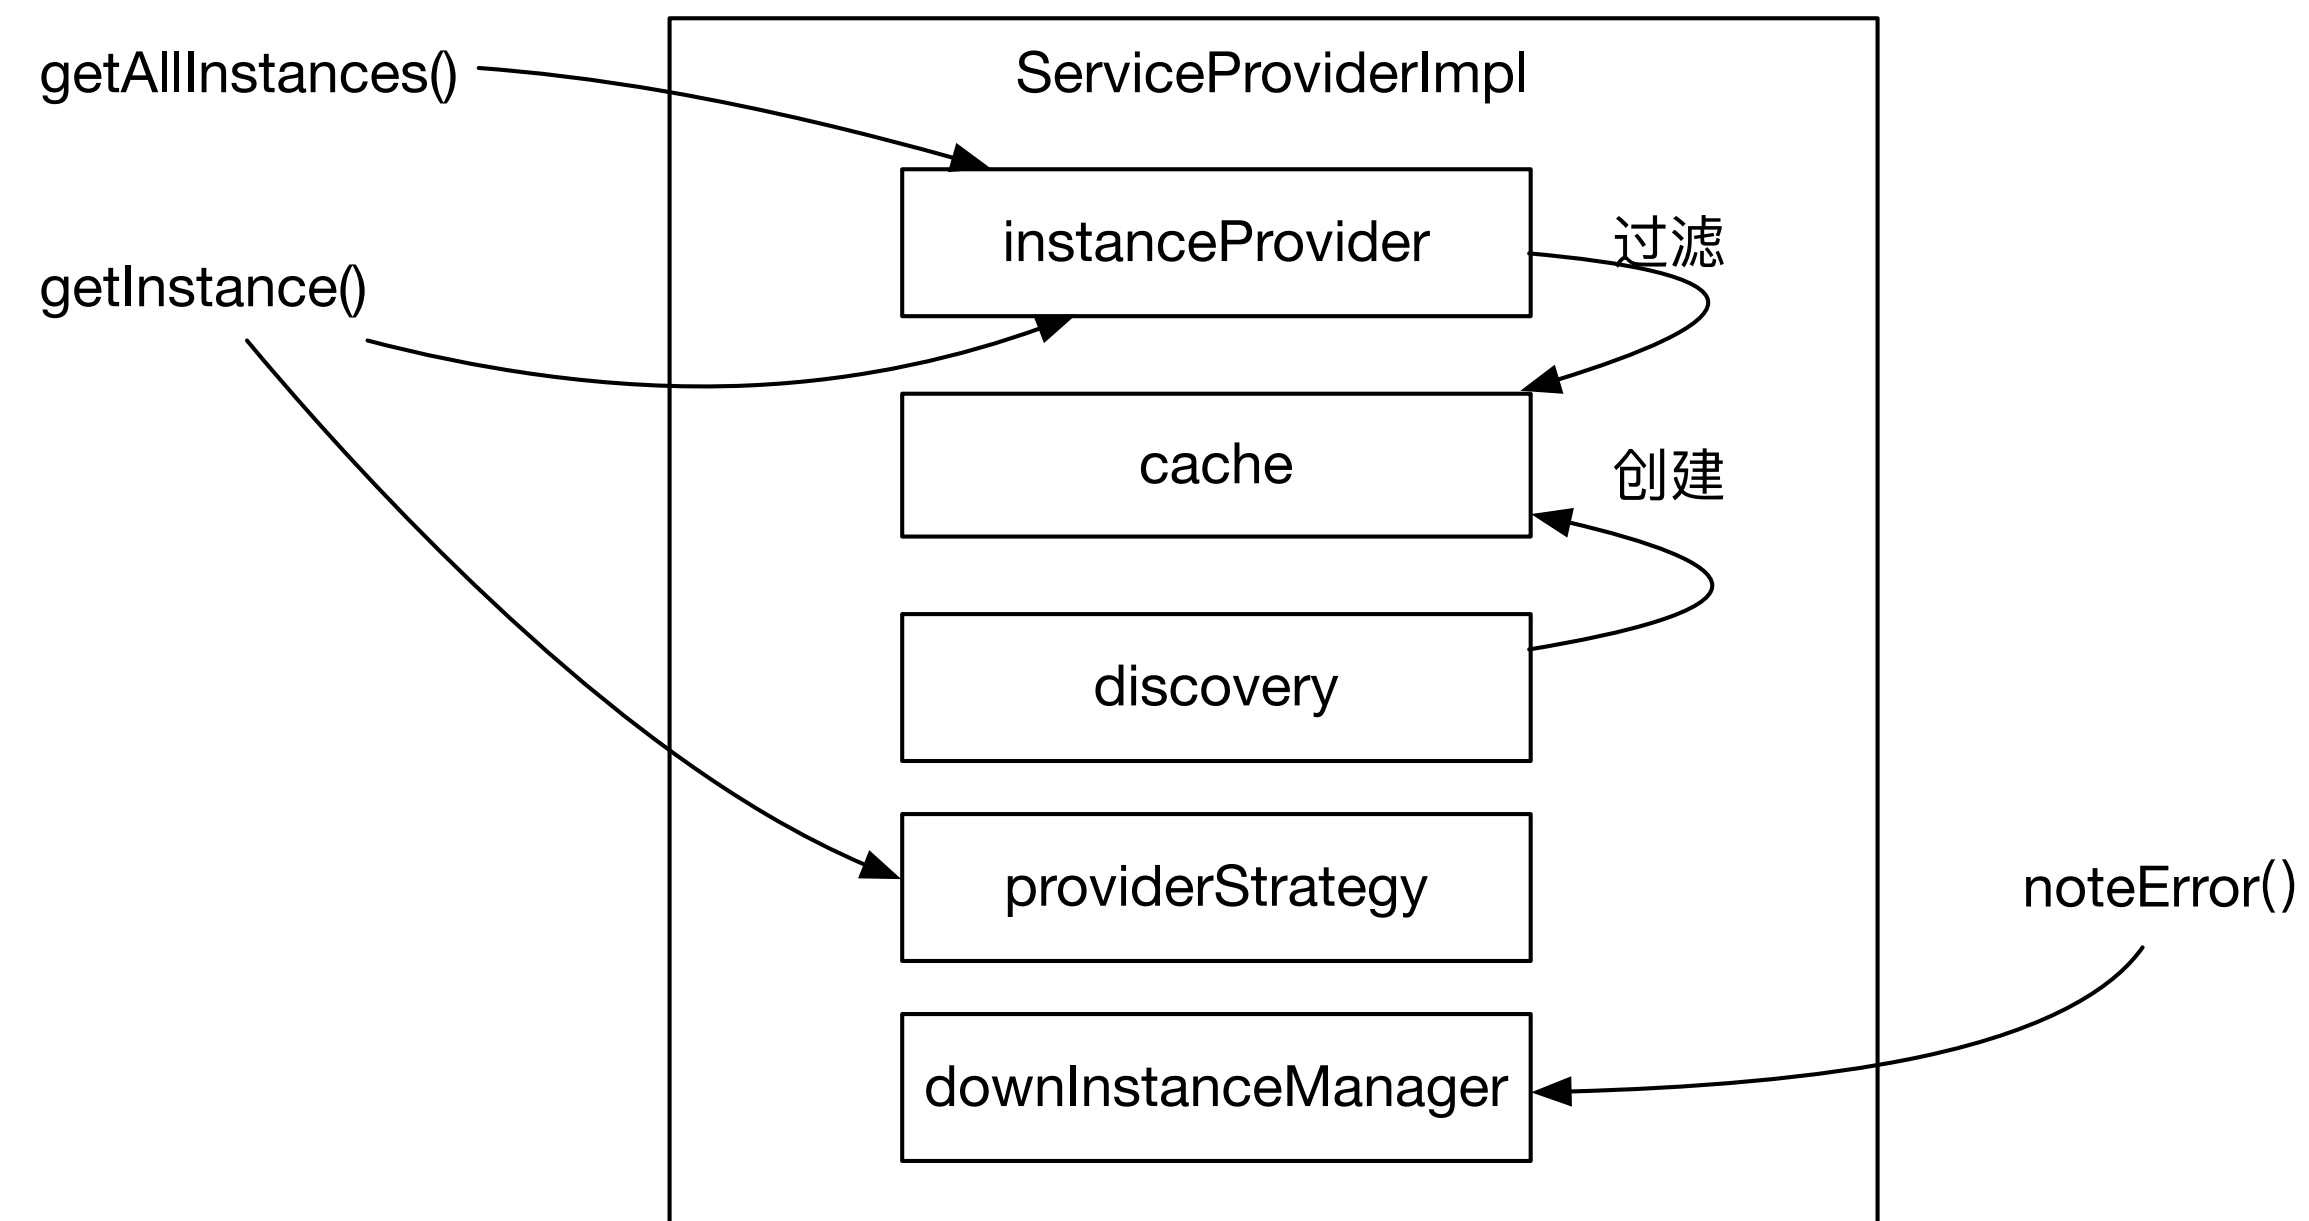 getAllInstances()
ServiceProviderImpl
instanceProvider
过滤
getInstance()
cache
创建
discovery
providerStrategy
noteError()
downInstanceManager